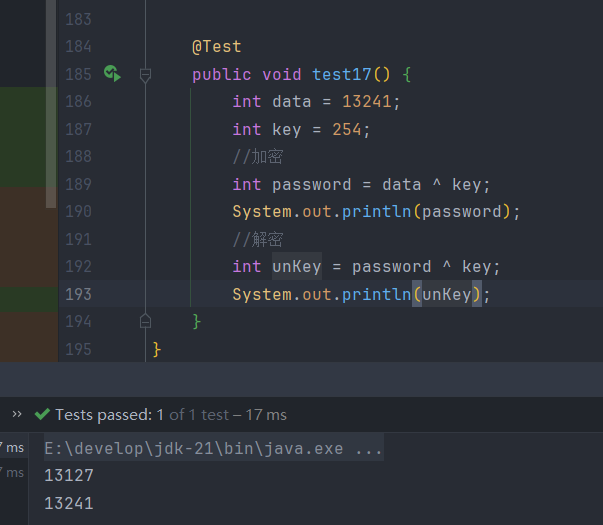 183
184 @Test
185 public void test17() {
186 int data = 13241;
187 int key = 254;
188 //加密
189 int password = data ^ key;
190 System.out.println(password);
191 //解密
192 int unKey = password ^ key;
193 System.out.println(unKey);
194 }
195 }
›› Tests passed: 1 of 1 test – 17 ms
7 ms E:\develop\jdk-21\bin\java.exe ...
7 ms 13127
13241